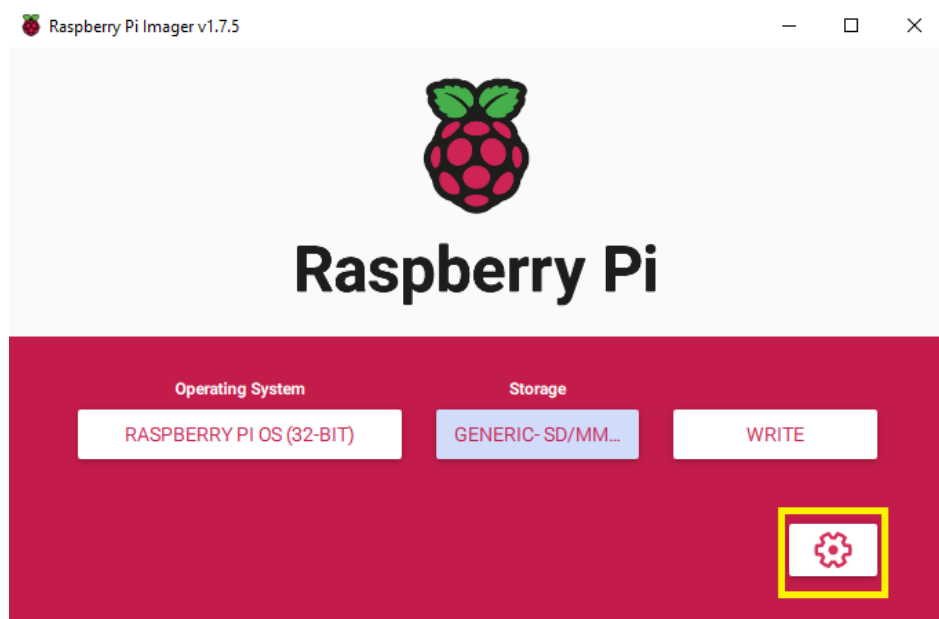 Raspberry Pi Imager v1.7.5
Raspberry Pi
Operating System
Storage
RASPBERRY PI OS (32-BIT)
GENERIC- SD/MM...
WRITE